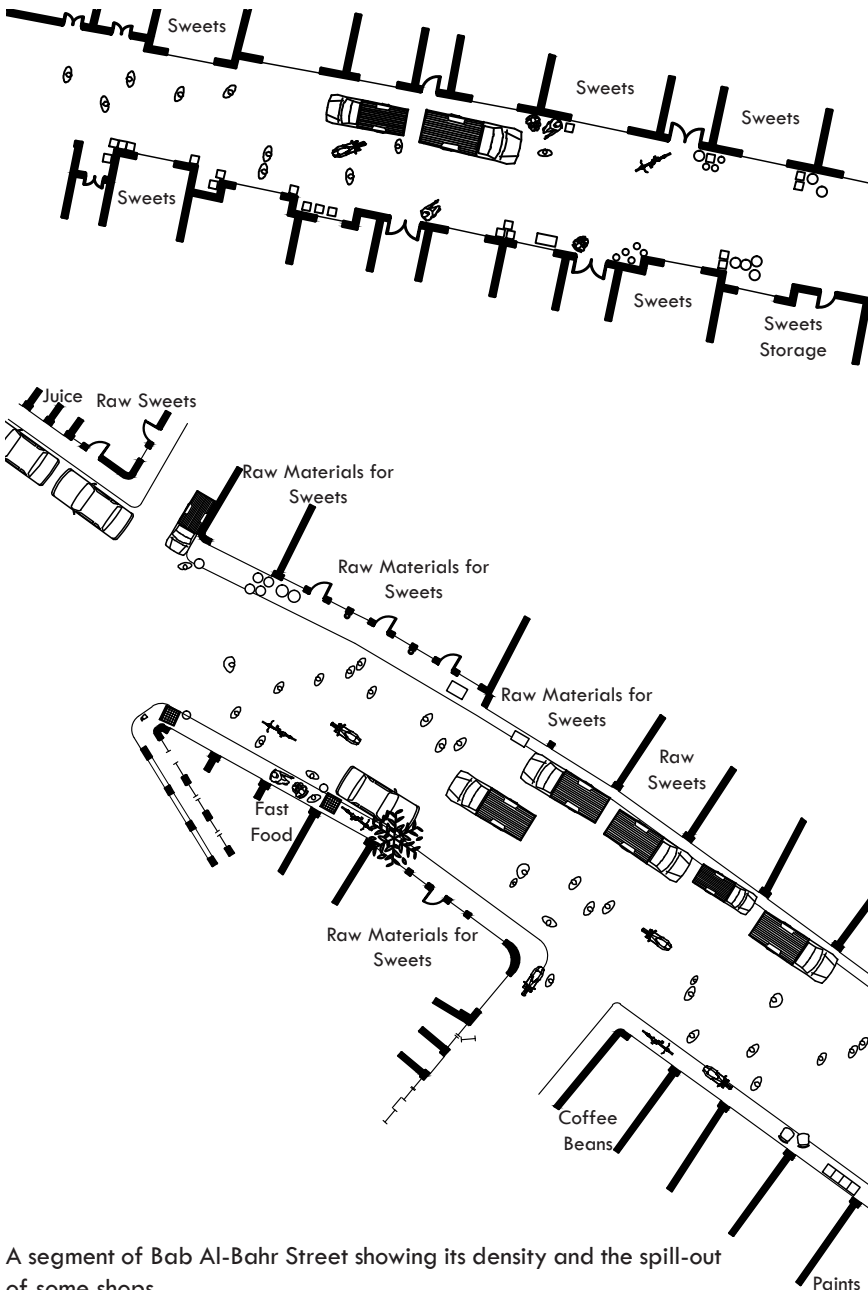 Sweets
Sweets
Sweets
Sweets
Sweets
Sweets
Storage
Juice
Raw Sweets
Raw Materials for
Sweets
Raw Materials for
Sweets
Raw Materials for
Sweets
Raw
Sweets
Fast
Food
Raw Materials for
Sweets
Coffee
Beans
Paints
A segment of Bab Al-Bahr Street showing its density and the spill-out
of some shops